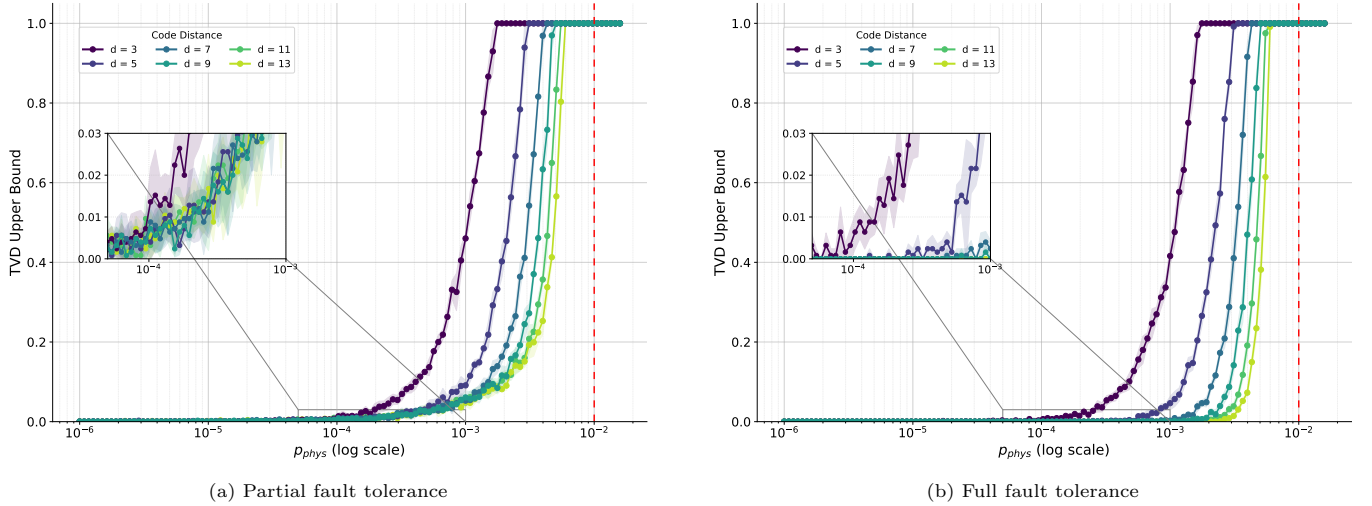 1.0
0.8
0.6
0.4
0.2
0.0
TVD Upper Bound
Code Distance
d = 3 d = 7 d = 11
d = 5 d = 9 d = 13
0.03
0.02
0.01
0.00
10⁻⁴ 10⁻³
10⁻⁶ 10⁻⁵ 10⁻⁴ 10⁻³ 10⁻²
p_phys (log scale)
(a) Partial fault tolerance
1.0
0.8
0.6
0.4
0.2
0.0
TVD Upper Bound
Code Distance
d = 3 d = 7 d = 11
d = 5 d = 9 d = 13
0.03
0.02
0.01
0.00
10⁻⁴ 10⁻³
10⁻⁶ 10⁻⁵ 10⁻⁴ 10⁻³ 10⁻²
p_phys (log scale)
(b) Full fault tolerance